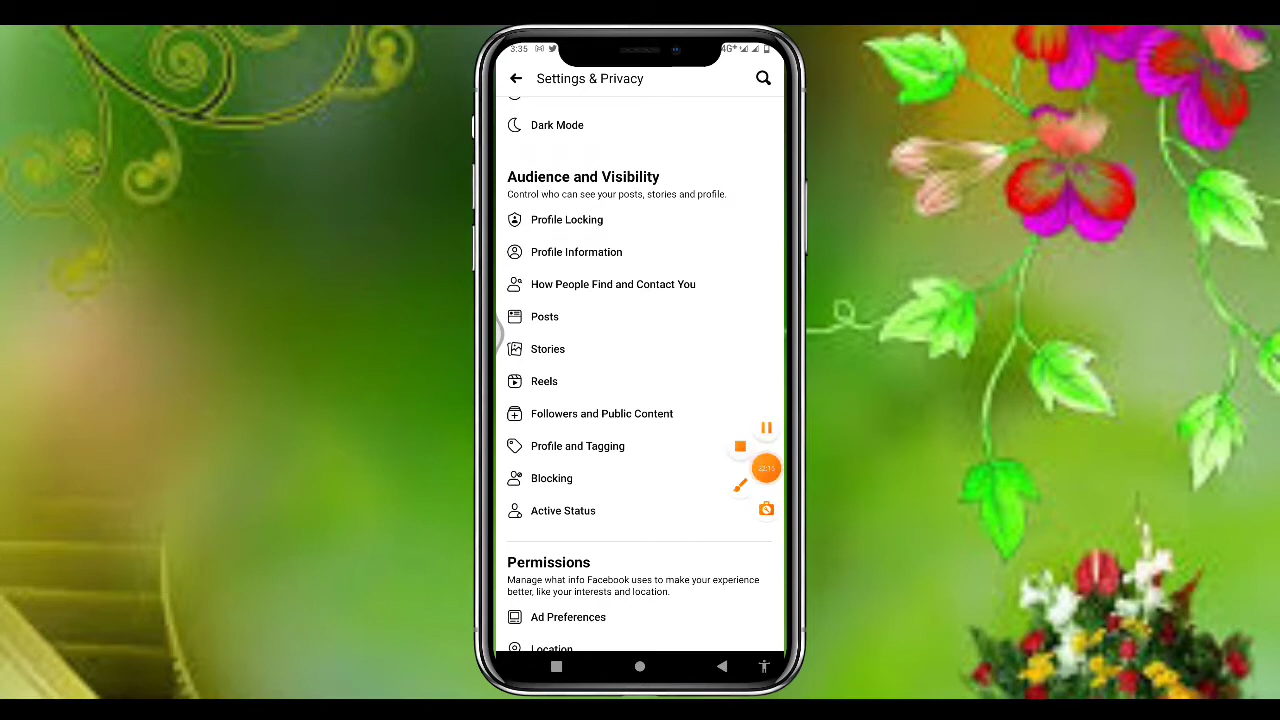 3:35
4G+
Settings & Privacy
Dark Mode
Audience and Visibility
Control who can see your posts, stories and profile.
Profile Locking
Profile Information
How People Find and Contact You
Posts
Stories
Reels
Followers and Public Content
Profile and Tagging
Blocking
Active Status
Permissions
Manage what info Facebook uses to make your experience
better, like your interests and location.
Ad Preferences
Location